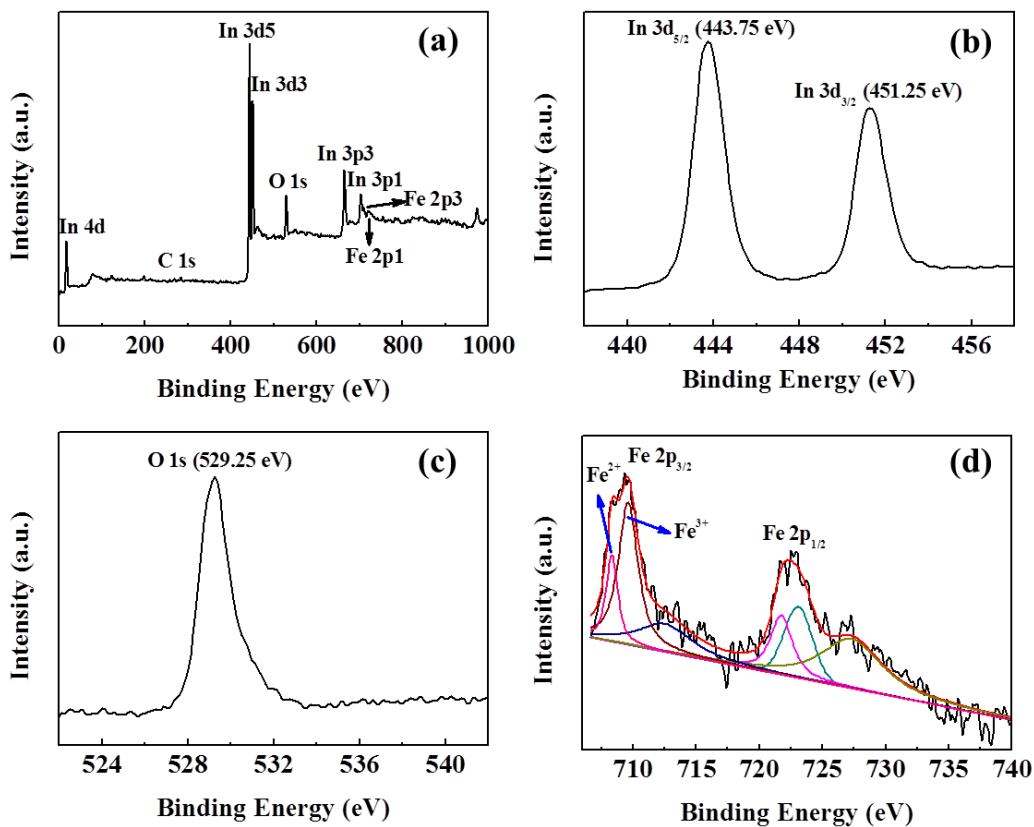 (a)
In 3d5
In 3d3
In 3p3
In 3p1
O 1s
Fe 2p3
Fe 2p1
In 4d
C 1s
Intensity (a.u.)
0 200 400 600 800 1000
Binding Energy (eV)
(b)
In 3d5/2 (443.75 eV)
In 3d3/2 (451.25 eV)
Intensity (a.u.)
440 444 448 452 456
Binding Energy (eV)
(c)
O 1s (529.25 eV)
Intensity (a.u.)
524 528 532 536 540
Binding Energy (eV)
(d)
Fe2+
Fe 2p3/2
Fe3+
Fe 2p1/2
Intensity (a.u.)
710 715 720 725 730 735 740
Binding Energy (eV)